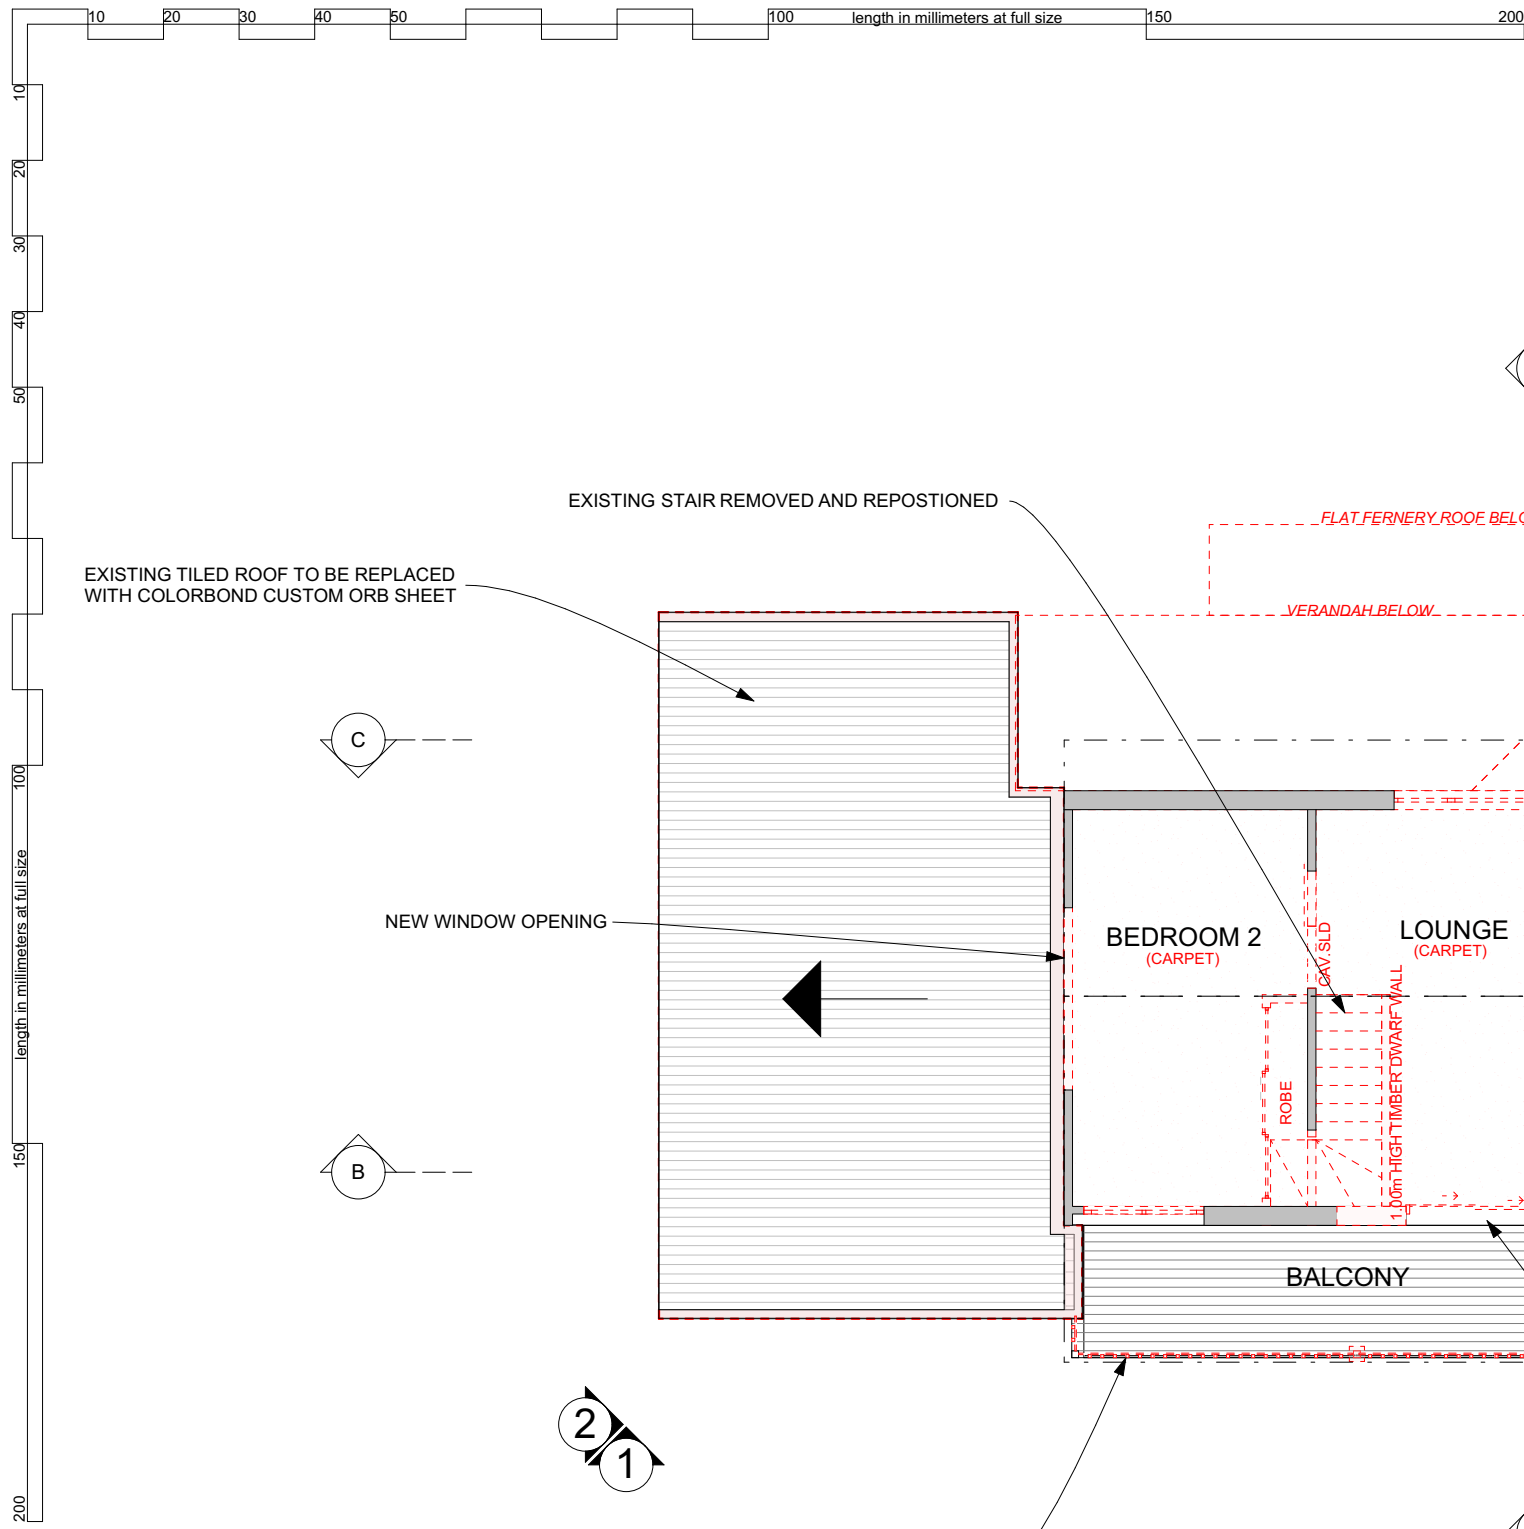 10 20 30 40 50 100 length in millimeters at full size 150 200
10
20
30
40
50
100
length in millimeters at full size
150
200
EXISTING STAIR REMOVED AND REPOSTIONED
FLAT FERNERY ROOF
EXISTING TILED ROOF TO BE REPLACED
WITH COLORBOND CUSTOM ORB SHEET
VERANDAH BELOW
C
NEW WINDOW OPENING
BEDROOM 2
(CARPET)
CAV.SLD
LOUNGE
(CARPET)
ROBE
1.00m HIGH TIMBER DWARF WALL
B
BALCONY
2
1